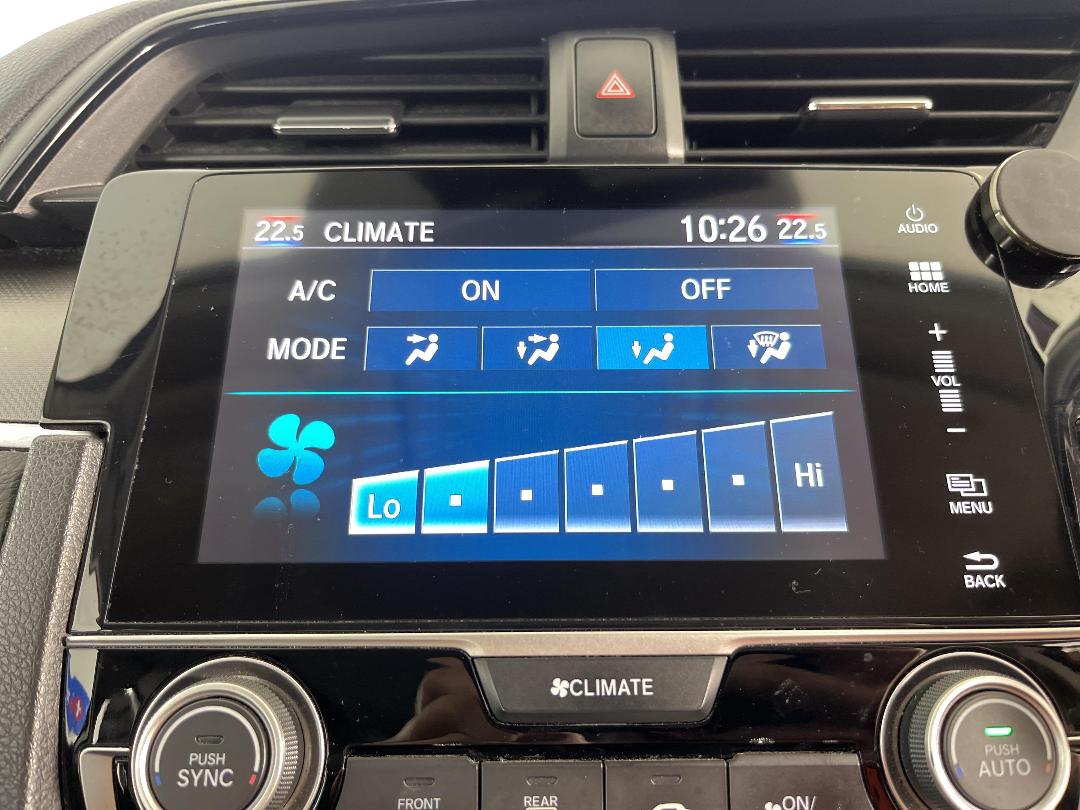 22.5 CLIMATE 10:26 22.5
A/C ON OFF
MODE
Lo Hi
AUDIO
HOME
+
VOL
−
MENU
BACK
CLIMATE
PUSH
SYNC
FRONT
REAR
ON/
PUSH
AUTO